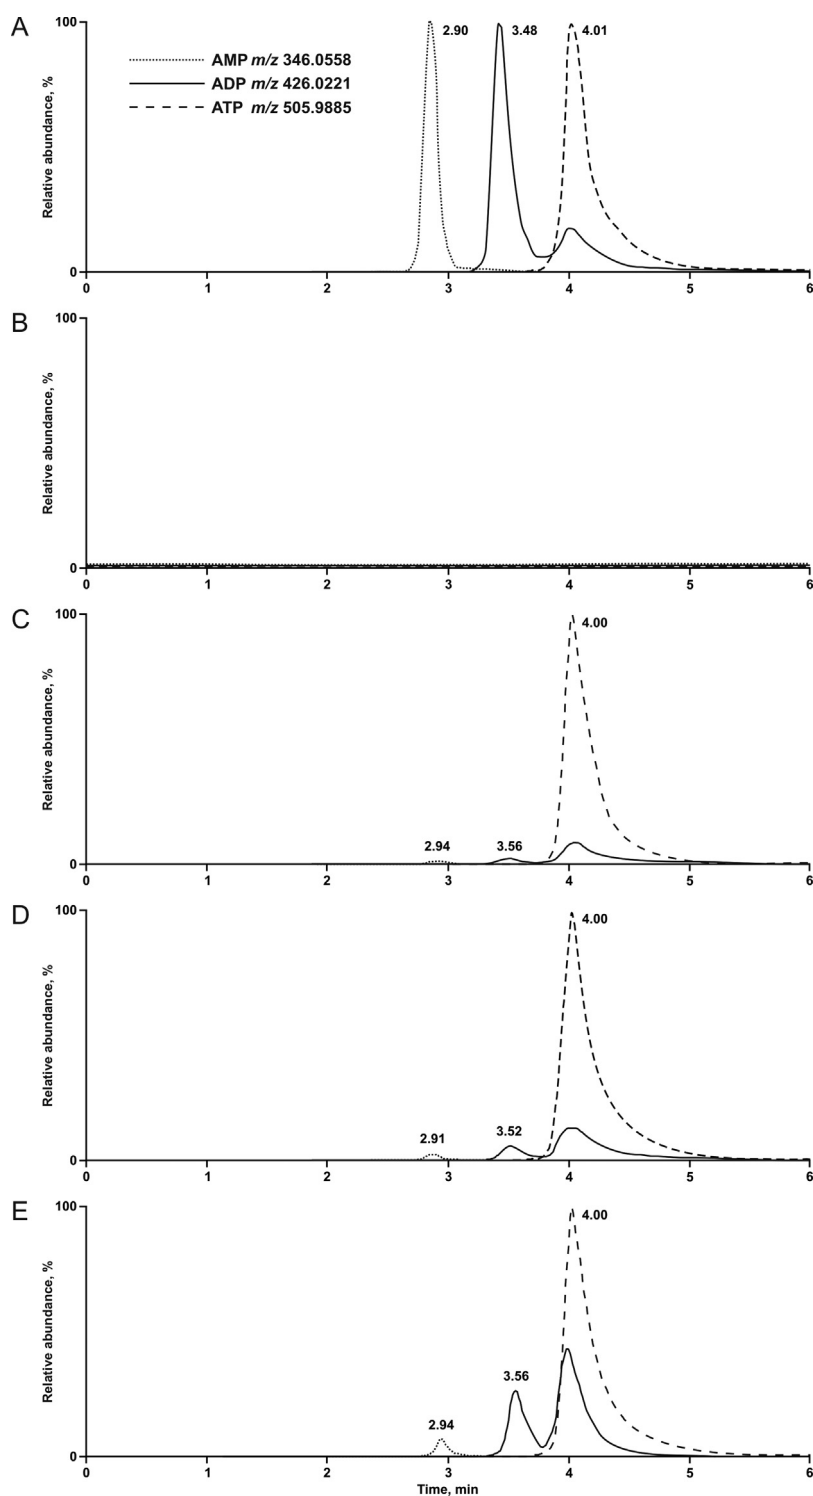 A
100
2.90
3.48
4.01
AMP m/z 346.0558
ADP m/z 426.0221
ATP m/z 505.9885
Relative abundance, %
0
0 1 2 3 4 5 6
B
100
Relative abundance, %
0
0 1 2 3 4 5 6
C
100
4.00
Relative abundance, %
2.94
3.56
0
0 1 2 3 4 5 6
D
100
4.00
Relative abundance, %
2.91
3.52
0
0 1 2 3 4 5 6
E
100
4.00
Relative abundance, %
3.56
2.94
0
0 1 2 3 4 5 6
Time, min